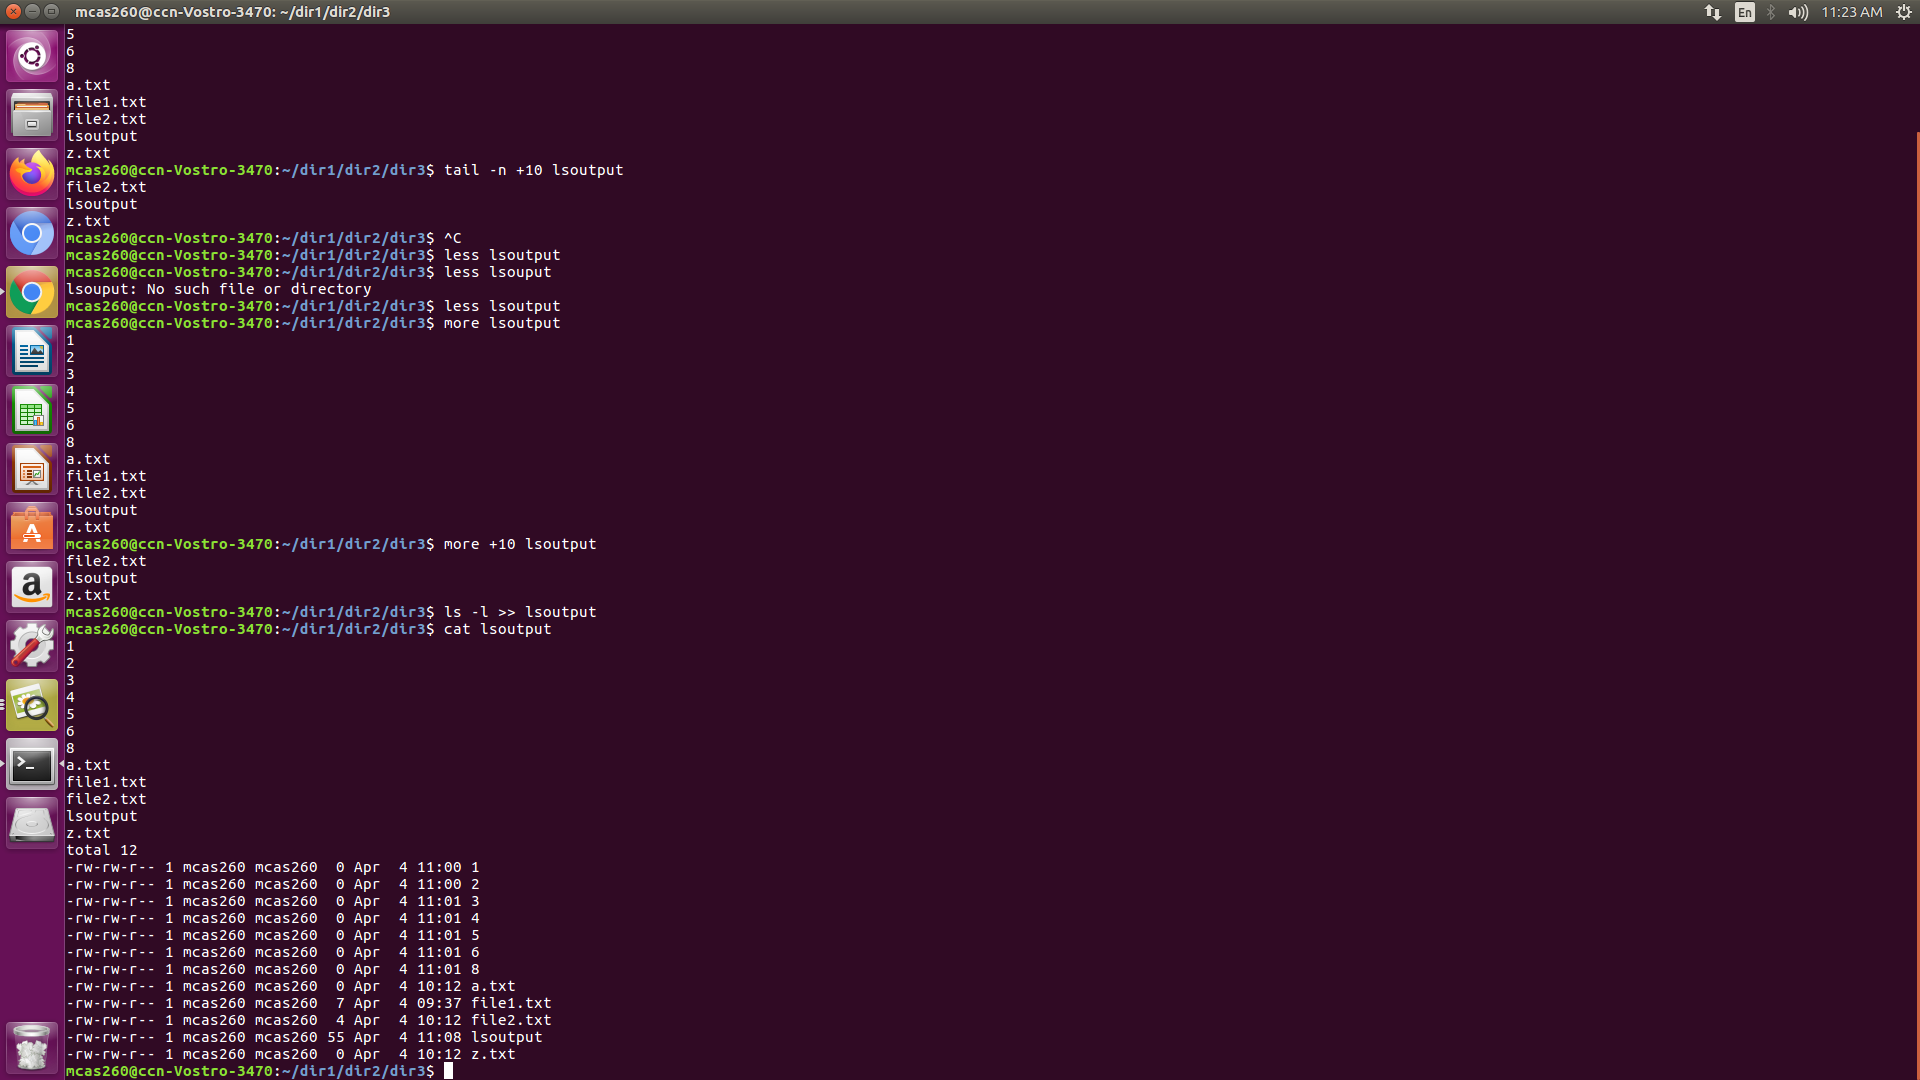 mcas260@ccn-Vostro-3470: ~/dir1/dir2/dir3
En
11:23 AM
5
6
8
a.txt
file1.txt
file2.txt
lsoutput
z.txt
mcas260@ccn-Vostro-3470:~/dir1/dir2/dir3$ tail -n +10 lsoutput
file2.txt
lsoutput
z.txt
mcas260@ccn-Vostro-3470:~/dir1/dir2/dir3$ ^C
mcas260@ccn-Vostro-3470:~/dir1/dir2/dir3$ less lsoutput
mcas260@ccn-Vostro-3470:~/dir1/dir2/dir3$ less lsouput
lsouput: No such file or directory
mcas260@ccn-Vostro-3470:~/dir1/dir2/dir3$ less lsoutput
mcas260@ccn-Vostro-3470:~/dir1/dir2/dir3$ more lsoutput
1
2
3
4
5
6
8
a.txt
file1.txt
file2.txt
lsoutput
z.txt
mcas260@ccn-Vostro-3470:~/dir1/dir2/dir3$ more +10 lsoutput
file2.txt
lsoutput
z.txt
mcas260@ccn-Vostro-3470:~/dir1/dir2/dir3$ ls -l >> lsoutput
mcas260@ccn-Vostro-3470:~/dir1/dir2/dir3$ cat lsoutput
1
2
3
4
5
6
8
a.txt
file1.txt
file2.txt
lsoutput
z.txt
total 12
-rw-rw-r-- 1 mcas260 mcas260  0 Apr  4 11:00 1
-rw-rw-r-- 1 mcas260 mcas260  0 Apr  4 11:00 2
-rw-rw-r-- 1 mcas260 mcas260  0 Apr  4 11:01 3
-rw-rw-r-- 1 mcas260 mcas260  0 Apr  4 11:01 4
-rw-rw-r-- 1 mcas260 mcas260  0 Apr  4 11:01 5
-rw-rw-r-- 1 mcas260 mcas260  0 Apr  4 11:01 6
-rw-rw-r-- 1 mcas260 mcas260  0 Apr  4 11:01 8
-rw-rw-r-- 1 mcas260 mcas260  0 Apr  4 10:12 a.txt
-rw-rw-r-- 1 mcas260 mcas260  7 Apr  4 09:37 file1.txt
-rw-rw-r-- 1 mcas260 mcas260  4 Apr  4 10:12 file2.txt
-rw-rw-r-- 1 mcas260 mcas260 55 Apr  4 11:08 lsoutput
-rw-rw-r-- 1 mcas260 mcas260  0 Apr  4 10:12 z.txt
mcas260@ccn-Vostro-3470:~/dir1/dir2/dir3$